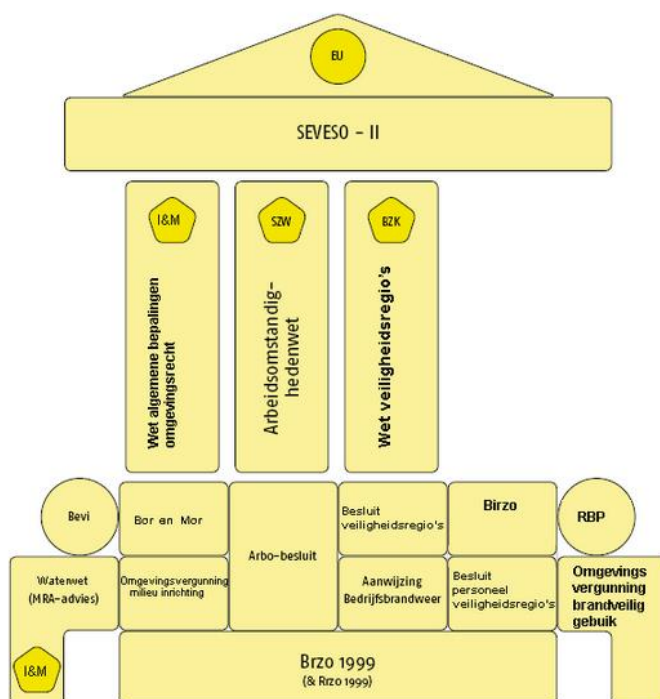 EU
SEVESO - II
I&M
SZW
BZK
Wet algemene bepalingen
omgevingsrecht
Arbeidsomstandig-
hedenwet
Wet veiligheidsregio's
Bevi
Bor en Mor
Arbo-besluit
Besluit
veiligheidsregio's
Birzo
RBP
Waterwet
(MRA-advies)
Omgevingsvergunning
milieu inrichting
Aanwijzing
Bedrijfsbrandweer
Besluit
personeel
veiligheidsregio's
Omgevings
vergunning
brandveilig
gebuik
I&M
Brzo 1999
(& Rrzo 1999)